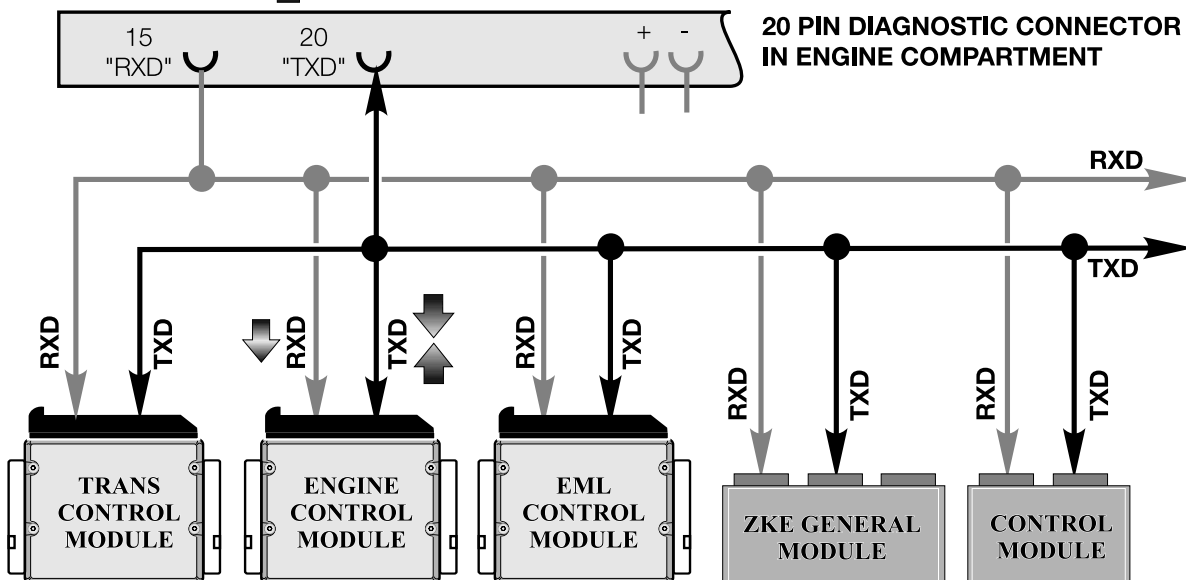 20 PIN DIAGNOSTIC CONNECTOR
IN ENGINE COMPARTMENT
15
"RXD"
20
"TXD"
+ -
RXD
TXD
RXD
TXD
RXD
TXD
RXD
TXD
RXD
TXD
RXD
TXD
TRANS
CONTROL
MODULE
ENGINE
CONTROL
MODULE
EML
CONTROL
MODULE
ZKE GENERAL
MODULE
CONTROL
MODULE